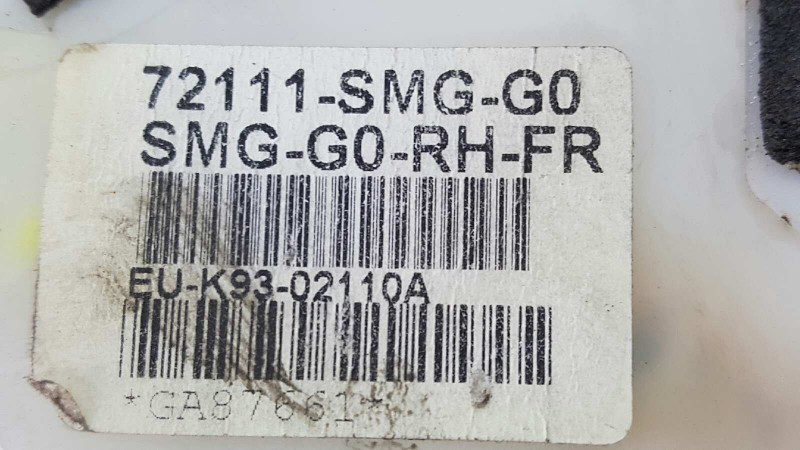 72111-SMG-G0
SMG-G0-RH-FR
EU-K93-02110A
*GA87661*